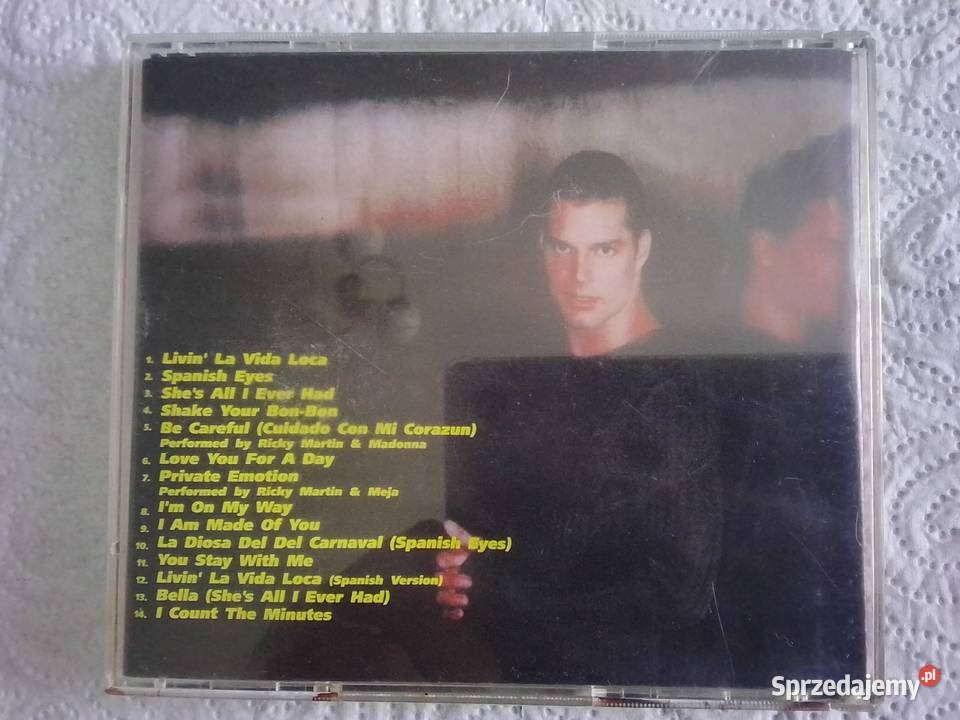 1. Livin' La Vida Loca
2. Spanish Eyes
3. She's All I Ever Had
4. Shake Your Bon-Bon
5. Be Careful (Cuidado Con Mi Corazun)
Performed by Ricky Martin & Madonna
6. Love You For A Day
7. Private Emotion
Performed by Ricky Martin & Meja
8. I'm On My Way
9. I Am Made Of You
10. La Diosa Del Del Carnaval (Spanish Eyes)
11. You Stay With Me
12. Livin' La Vida Loca (Spanish Version)
13. Bella (She's All I Ever Had)
14. I Count The Minutes
Sprzedajemy.pl